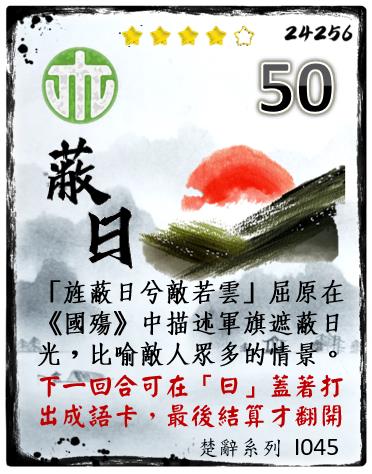 24256
50
蔽日
「旌蔽日兮敵若雲」屈原在
《國殤》中描述軍旗遮蔽日
光，比喻敵人眾多的情景。
下一回合可在「日」蓋著打
出成語卡，最後結算才翻開
楚辭系列 I045